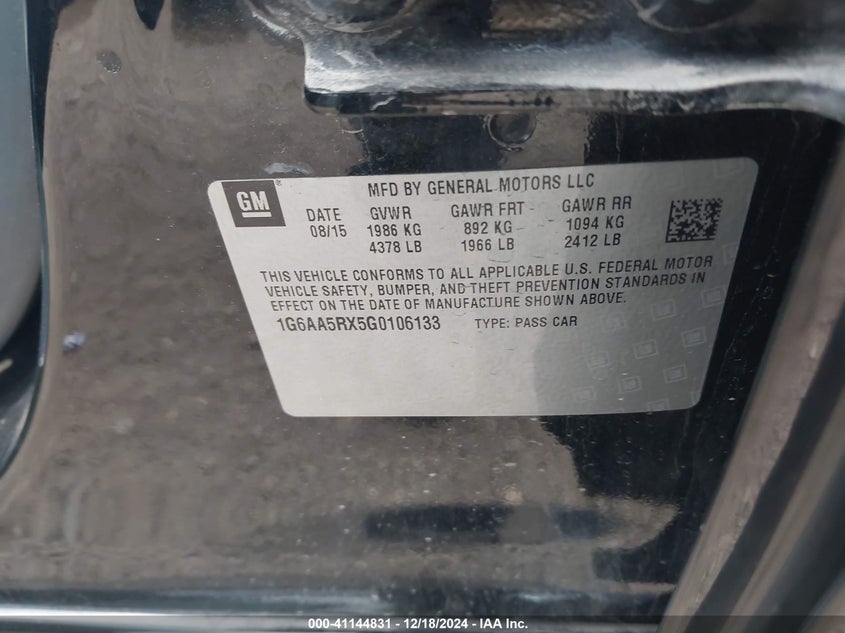 GM
MFD BY GENERAL MOTORS LLC
DATE GVWR GAWR FRT GAWR RR
08/15 1986 KG 892 KG 1094 KG
4378 LB 1966 LB 2412 LB
THIS VEHICLE CONFORMS TO ALL APPLICABLE U.S. FEDERAL MOTOR
VEHICLE SAFETY, BUMPER, AND THEFT PREVENTION STANDARDS IN
EFFECT ON THE DATE OF MANUFACTURE SHOWN ABOVE.
1G6AA5RX5G0106133 TYPE: PASS CAR
000-41144831 - 12/18/2024 - IAA Inc.